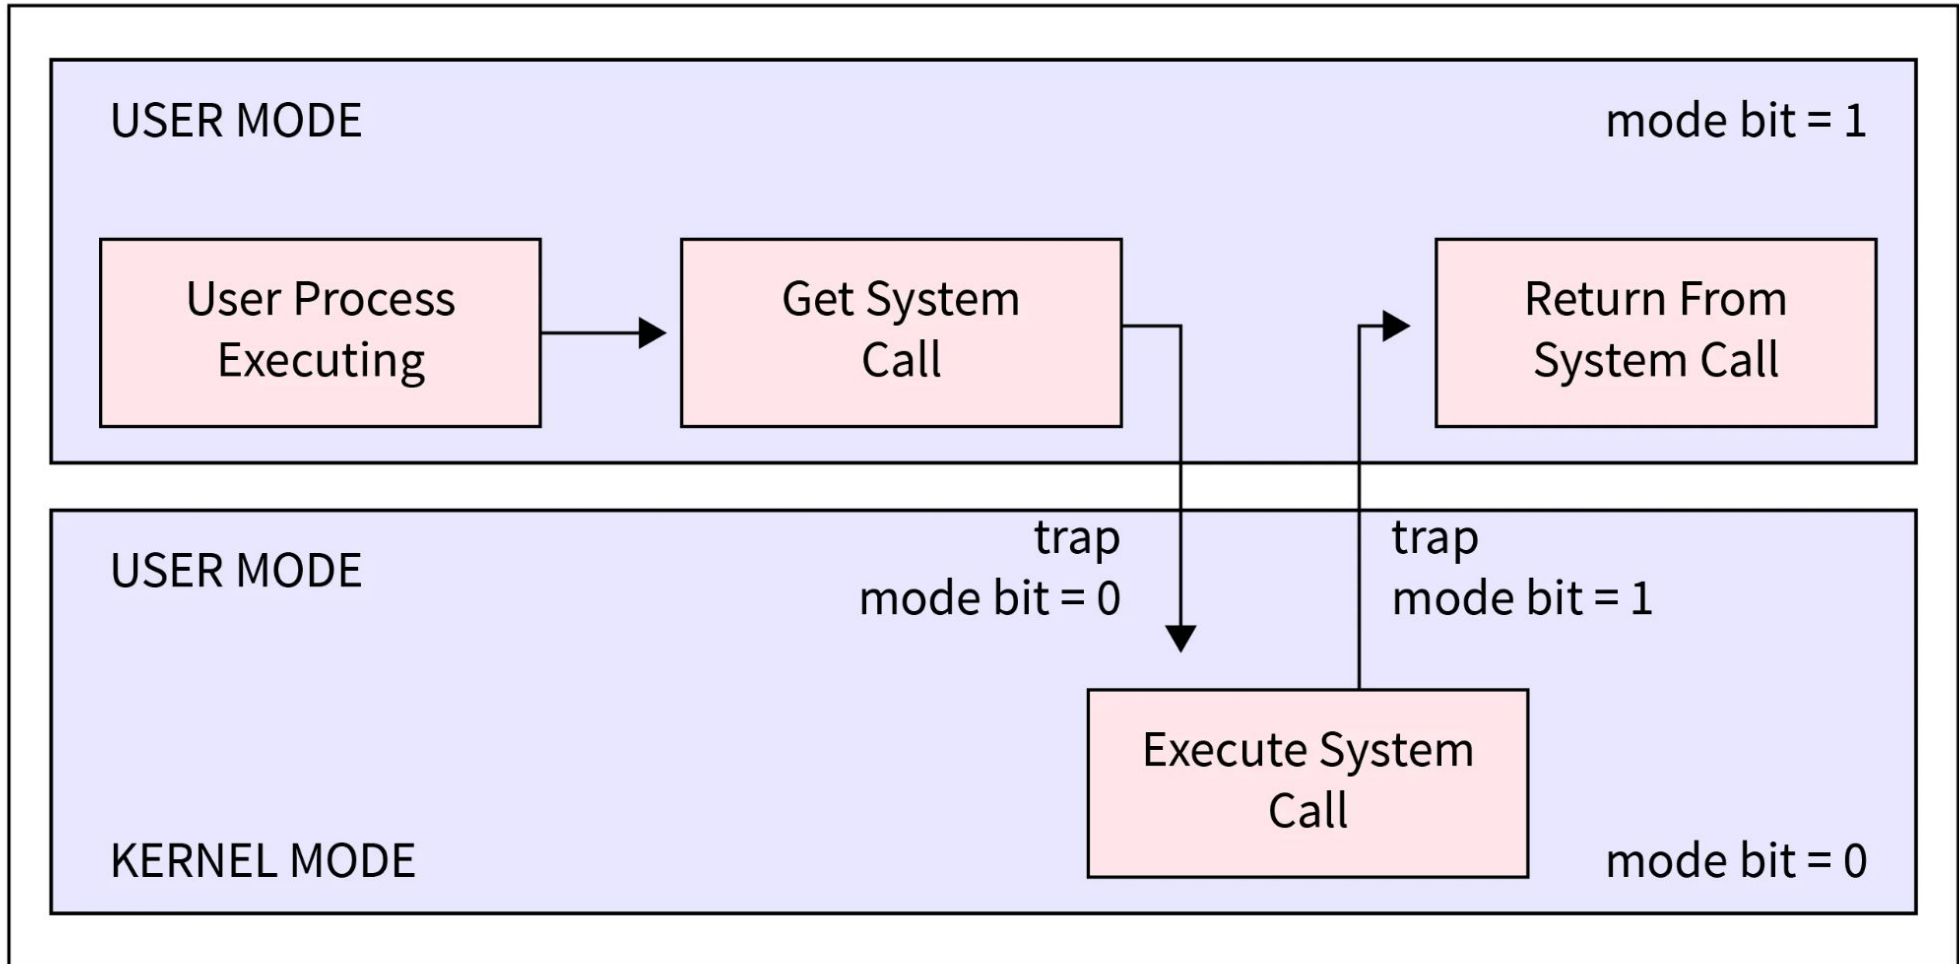 USER MODE
mode bit = 1
User Process
Executing
Get System
Call
Return From
System Call
USER MODE
trap
mode bit = 0
trap
mode bit = 1
Execute System
Call
KERNEL MODE
mode bit = 0